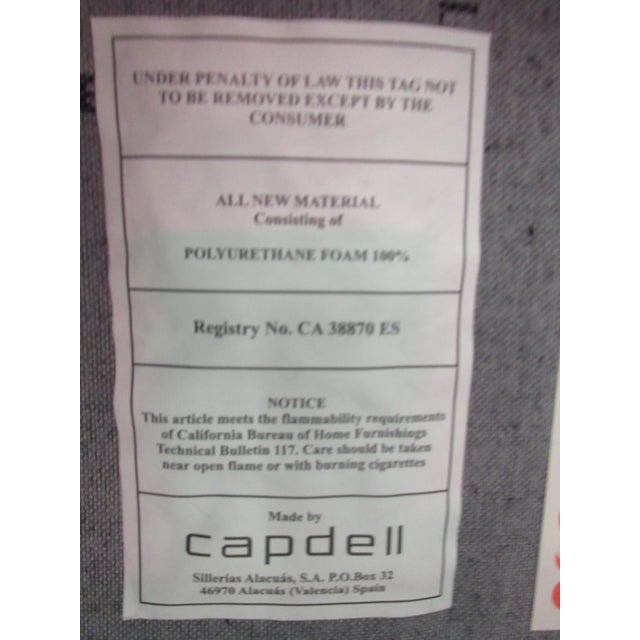 UNDER PENALTY OF LAW THIS TAG NOT
TO BE REMOVED EXCEPT BY THE
CONSUMER
ALL NEW MATERIAL
Consisting of
POLYURETHANE FOAM 100%
Registry No. CA 38870 ES
NOTICE
This article meets the flammability requirements
of California Bureau of Home Furnishings
Technical Bulletin 117. Care should be taken
near open flame or with burning cigarettes
Made by
capdell
Sillerías Alacuás, S.A. P.O.Box 32
46970 Alacuás (Valencia) Spain